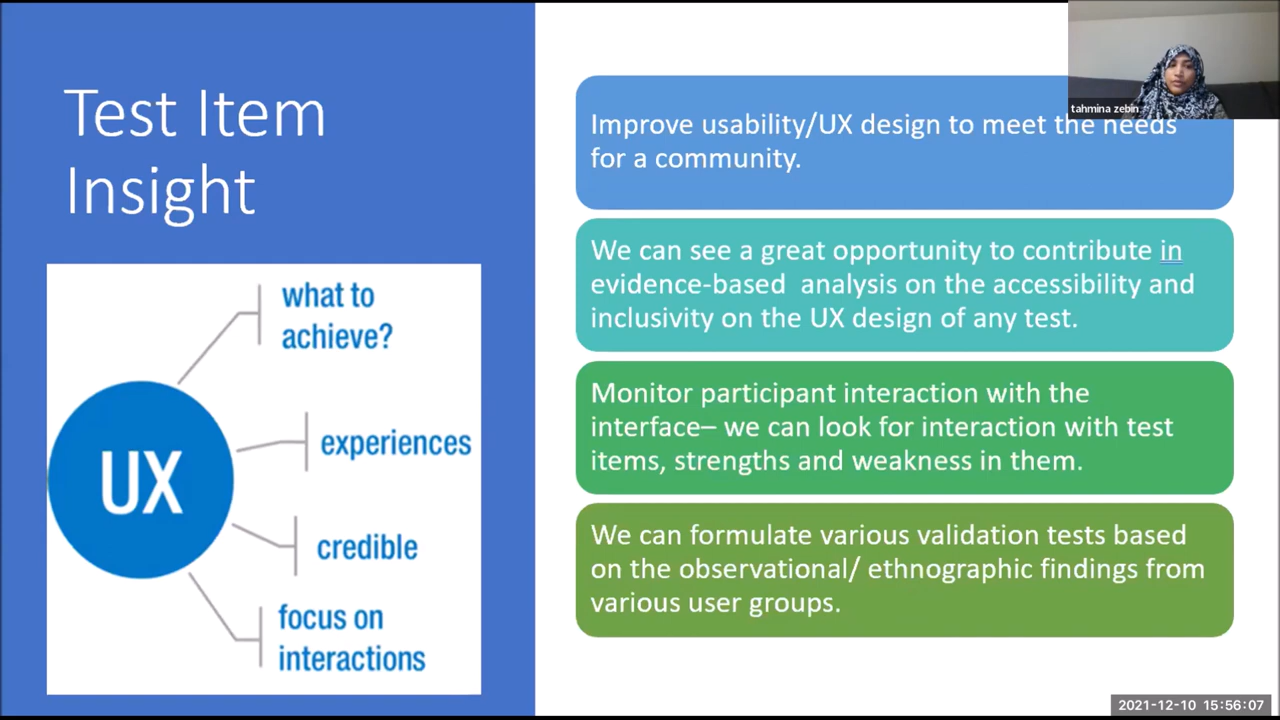 Test Item
Insight
what to
achieve?
UX
experiences
credible
focus on
interactions
tahmina zebin
Improve usability/UX design to meet the needs
for a community.
We can see a great opportunity to contribute in
evidence-based  analysis on the accessibility and
inclusivity on the UX design of any test.
Monitor participant interaction with the
interface– we can look for interaction with test
items, strengths and weakness in them.
We can formulate various validation tests based
on the observational/ ethnographic findings from
various user groups.
2021-12-10 15:56:07